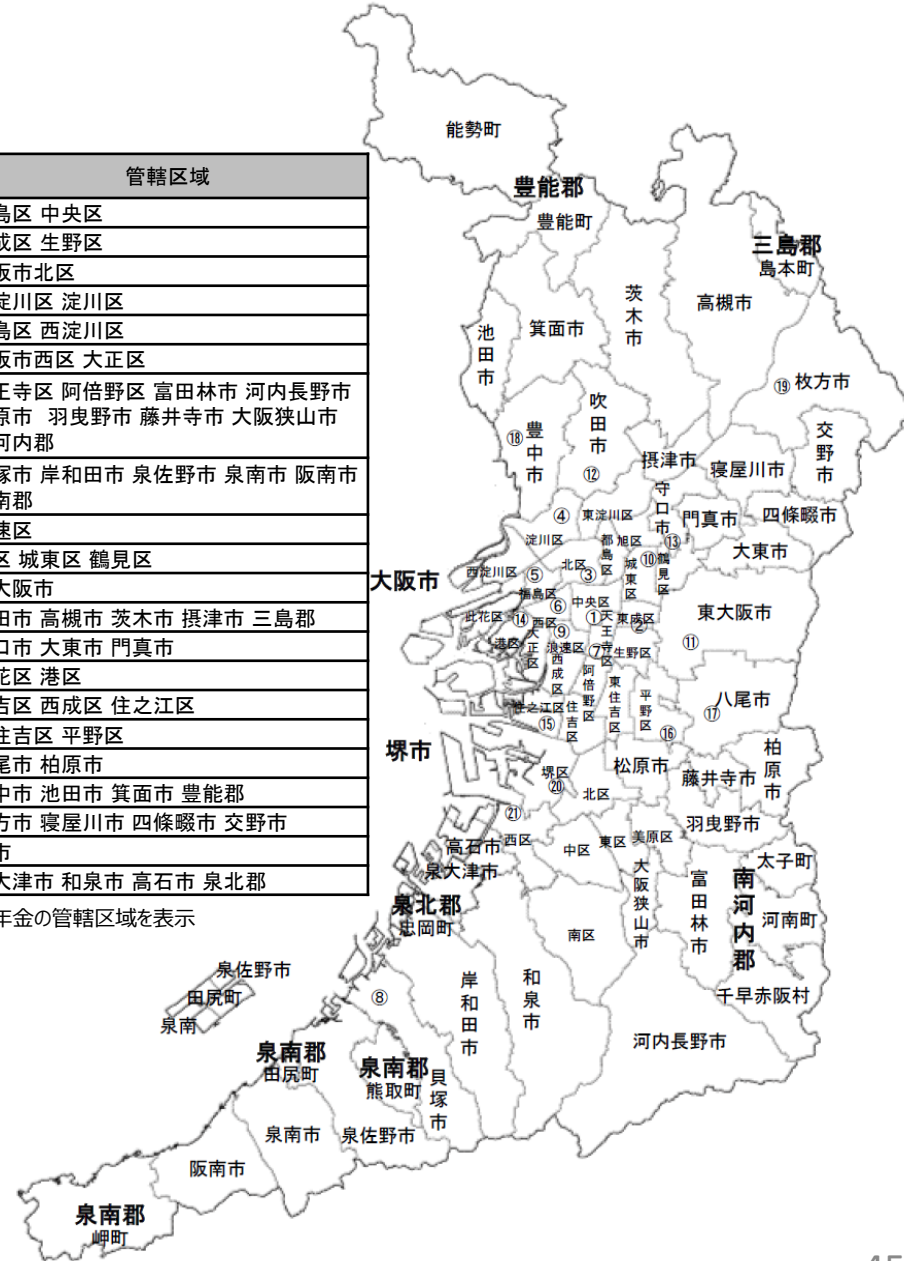 管轄区域
島区 中央区
成区 生野区
阪市北区
淀川区 淀川区
島区 西淀川区
阪市西区 大正区
王寺区 阿倍野区 富田林市 河内長野市
原市 羽曳野市 藤井寺市 大阪狭山市
河内郡
塚市 岸和田市 泉佐野市 泉南市 阪南市
南郡
速区
区 城東区 鶴見区
大阪市
田市 高槻市 茨木市 摂津市 三島郡
口市 大東市 門真市
花区 港区
吉区 西成区 住之江区
住吉区 平野区
尾市 柏原市
中市 池田市 箕面市 豊能郡
方市 寝屋川市 四條畷市 交野市
市
大津市 和泉市 高石市 泉北郡
年金の管轄区域を表示
能勢町
豊能郡
豊能町
三島郡
島本町
高槻市
茨木市
箕面市
池田市
⑲ 枚方市
交野市
吹田市
⑫
⑱ 豊中市
摂津市
寝屋川市
守口市
⑬
門真市
四條畷市
大東市
④
淀川区
東淀川区
都島区
旭区
⑩
城東区
鶴見区
大阪市
西淀川区
⑤
北区
③
福島区
⑥
中央区
①
東成区
②
東大阪市
⑪
此花区
⑭
西区
⑨
港区
大正区
浪速区
天王寺区
⑦
生野区
西成区
阿倍野区
東住吉区
平野区
⑯
八尾市
⑰
住之江区
⑮
住吉区
堺市
堺区
⑳
松原市
藤井寺市
柏原市
北区
羽曳野市
㉑
西区
高石市
泉大津市
中区
東区
美原区
太子町
南河内郡
河南町
大阪狭山市
富田林市
泉北郡
忠岡町
南区
千早赤阪村
泉佐野市
田尻町
泉南
⑧
岸和田市
和泉市
河内長野市
泉南郡
田尻町
泉南郡
熊取町
貝塚市
泉南市
泉佐野市
阪南市
泉南郡
岬町